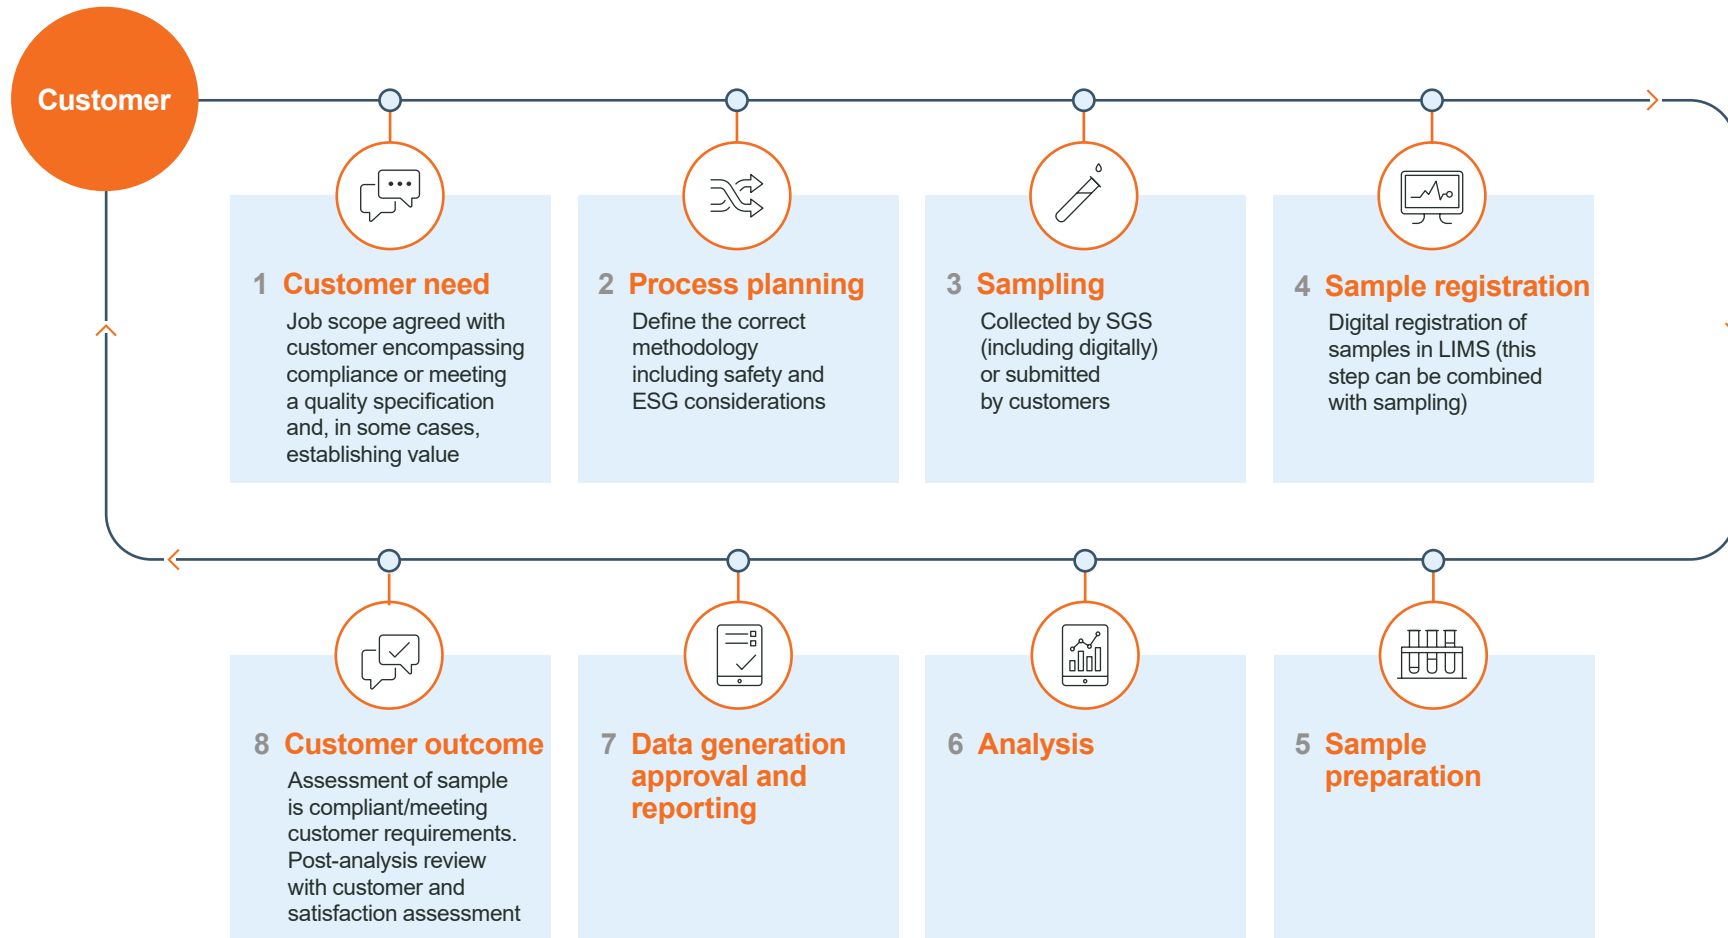 Customer
1 Customer need
Job scope agreed with
customer encompassing
compliance or meeting
a quality specification
and, in some cases,
establishing value
2 Process planning
Define the correct
methodology
including safety and
ESG considerations
3 Sampling
Collected by SGS
(including digitally)
or submitted
by customers
4 Sample registration
Digital registration of
samples in LIMS (this
step can be combined
with sampling)
8 Customer outcome
Assessment of sample
is compliant/meeting
customer requirements.
Post-analysis review
with customer and
satisfaction assessment
7 Data generation
approval and
reporting
6 Analysis
5 Sample
preparation